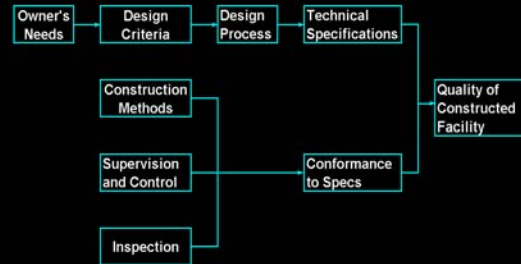 Owner's
Needs
Design
Criteria
Design
Process
Technical
Specifications
Construction
Methods
Quality of
Constructed
Facility
Supervision
and Control
Conformance
to Specs
Inspection